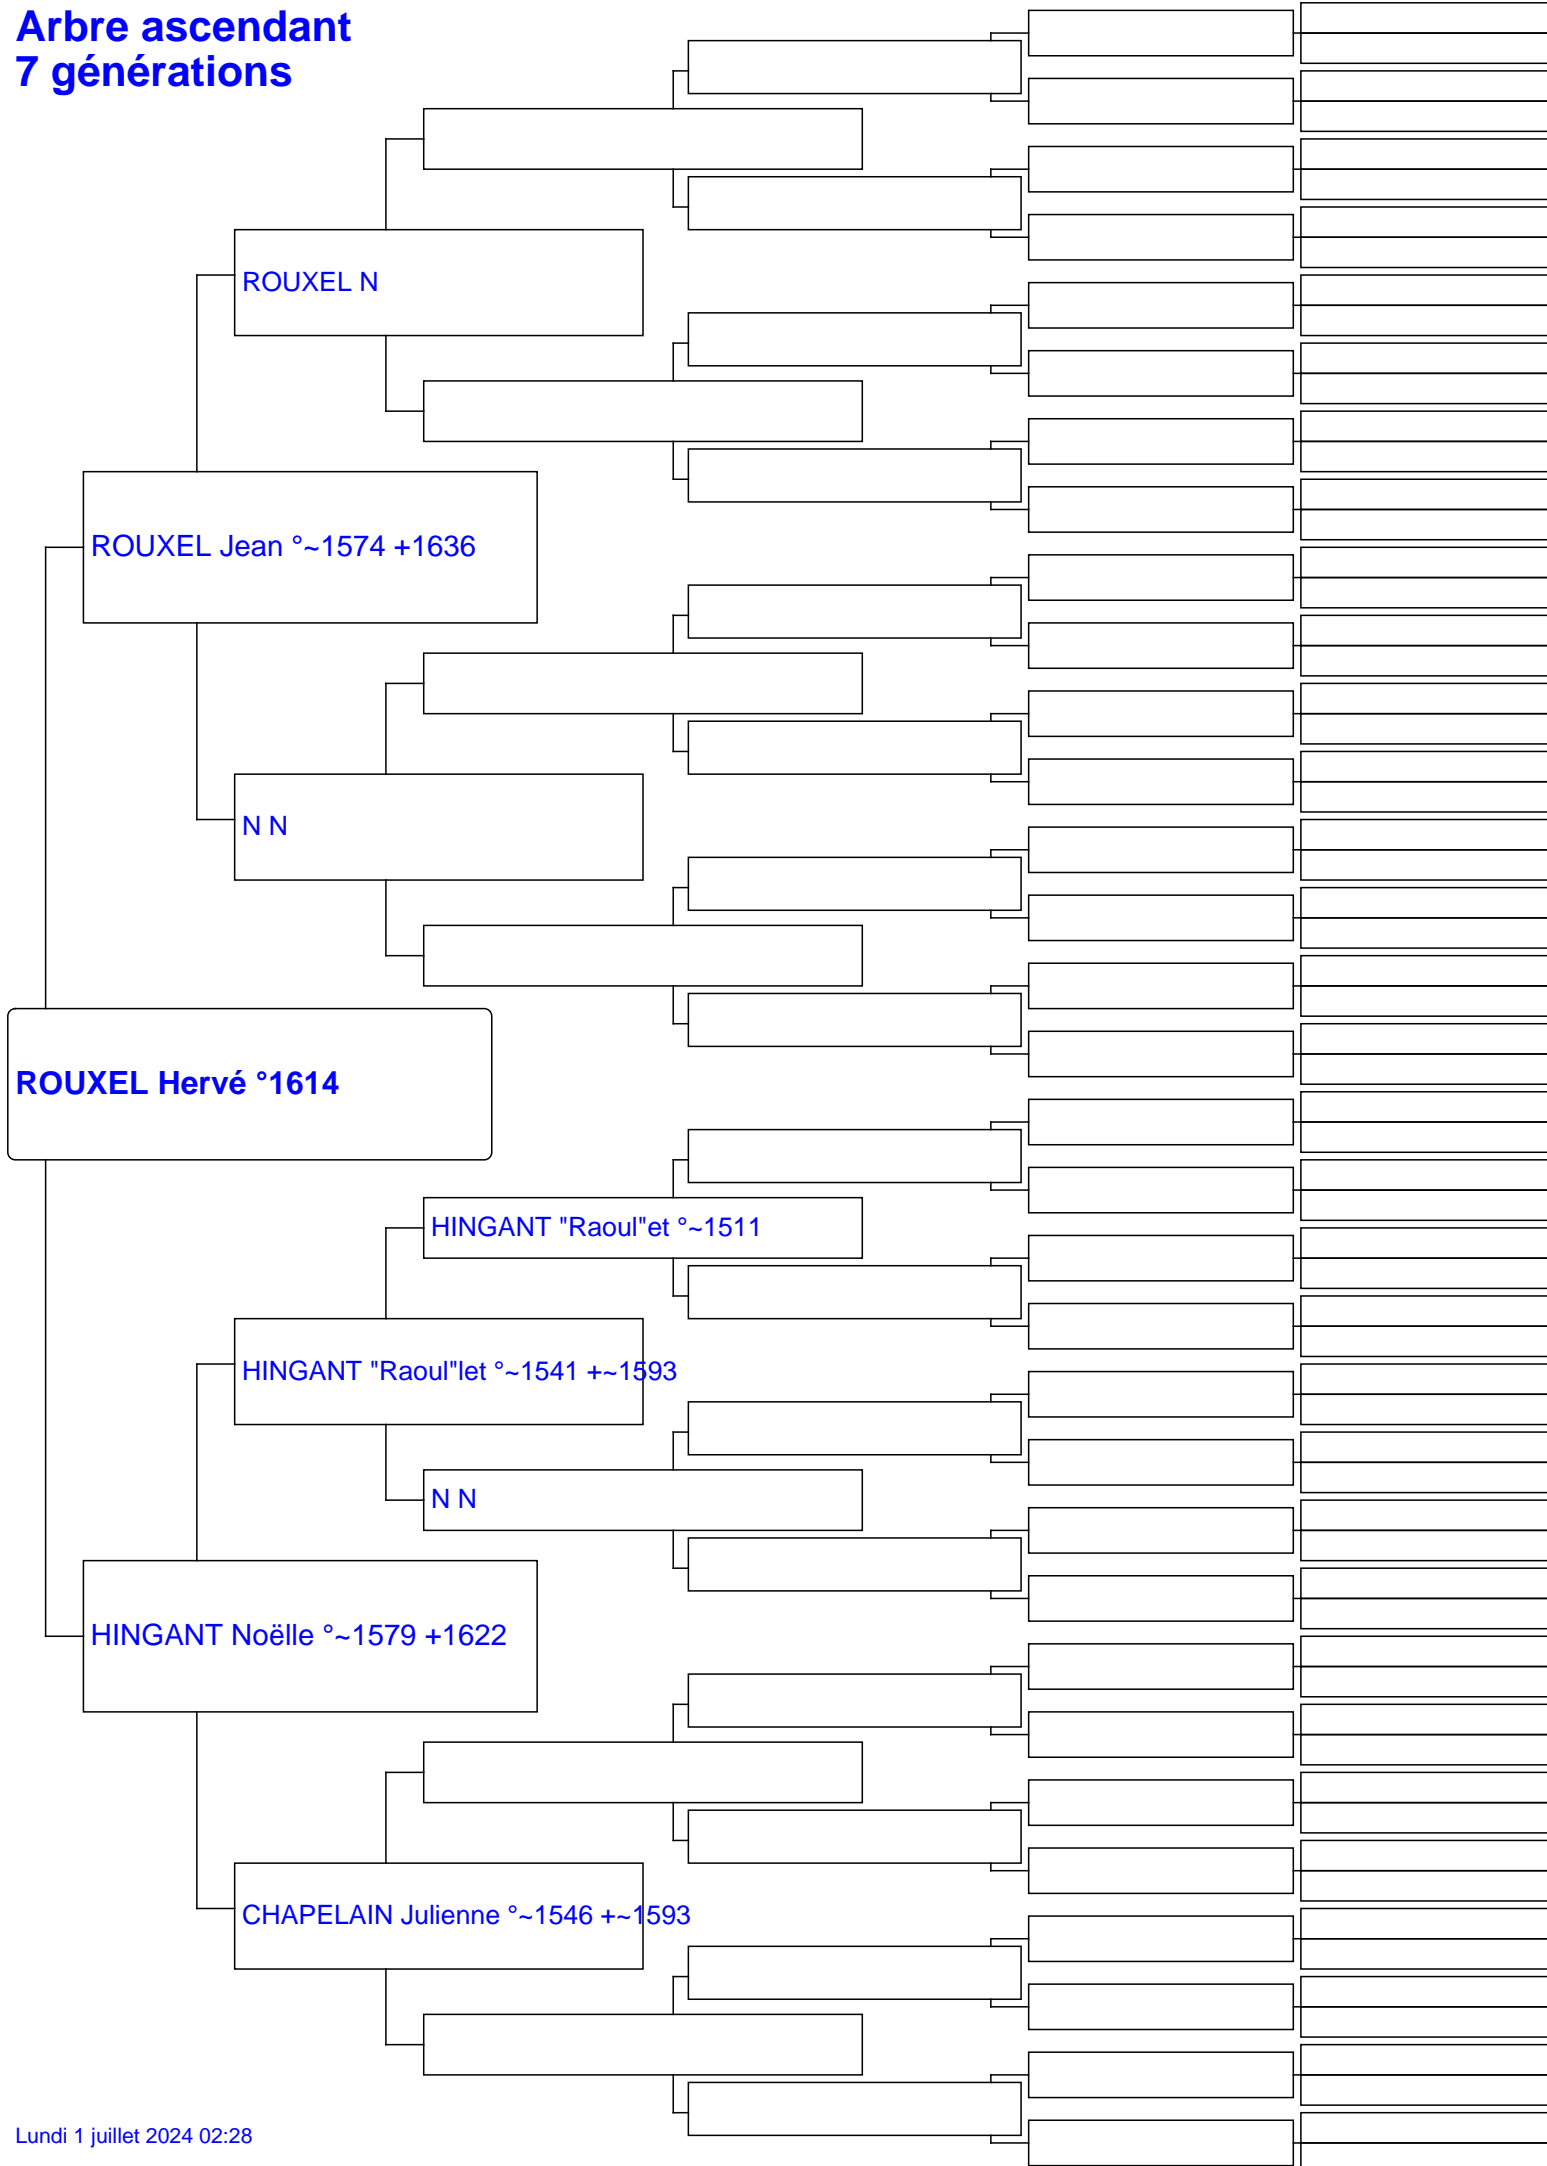 Arbre ascendant
7 générations
ROUXEL N
ROUXEL Jean °~1574 +1636
N N
ROUXEL Hervé °1614
HINGANT "Raoul"et °~1511
HINGANT "Raoul"let °~1541 +~1593
N N
HINGANT Noëlle °~1579 +1622
CHAPELAIN Julienne °~1546 +~1593
Lundi 1 juillet 2024 02:28